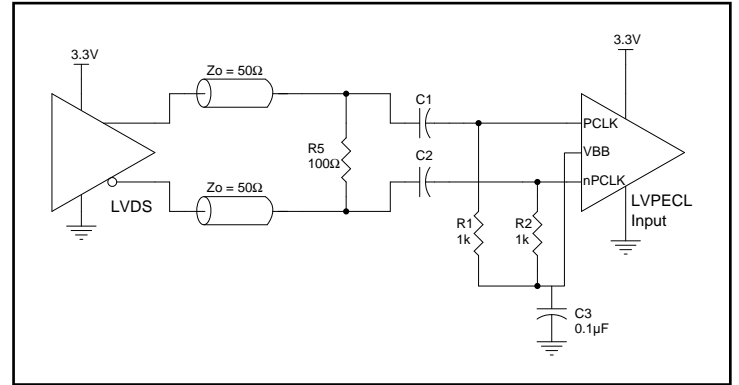 3.3V
3.3V
Zo = 50Ω
C1
PCLK
R5
100Ω
VBB
C2
nPCLK
Zo = 50Ω
LVDS
LVPECL
Input
R1
1k
R2
1k
C3
0.1µF